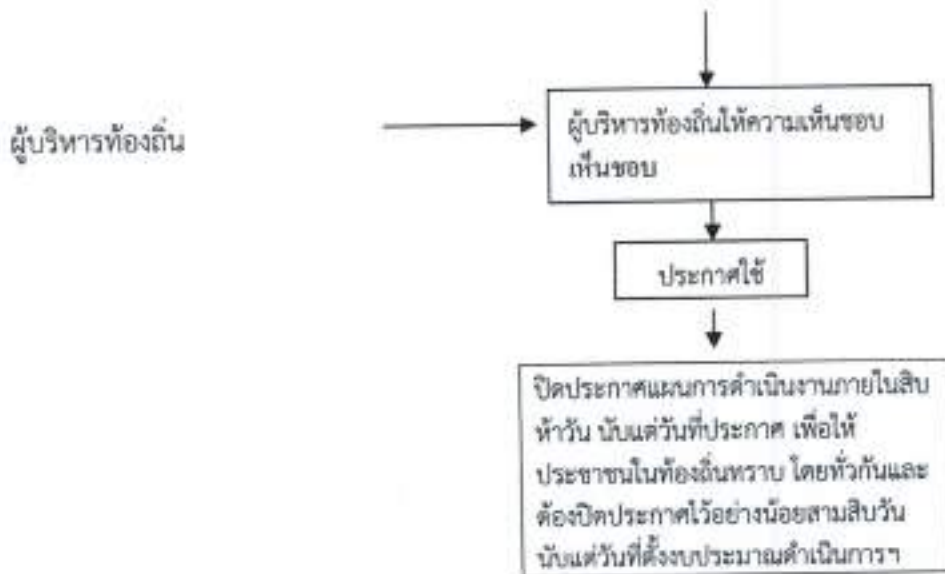 ผู้บริหารท้องถิ่น
ผู้บริหารท้องถิ่นให้ความเห็นชอบ
เห็นชอบ
ประกาศใช้
ปิดประกาศแผนการดำเนินงานภายในสิบ
ห้าวัน นับแต่วันที่ประกาศ เพื่อให้
ประชาชนในท้องถิ่นทราบ โดยทั่วกันและ
ต้องปิดประกาศไว้อย่างน้อยสามสิบวัน
นับแต่วันที่ตั้งงบประมาณดำเนินการฯ